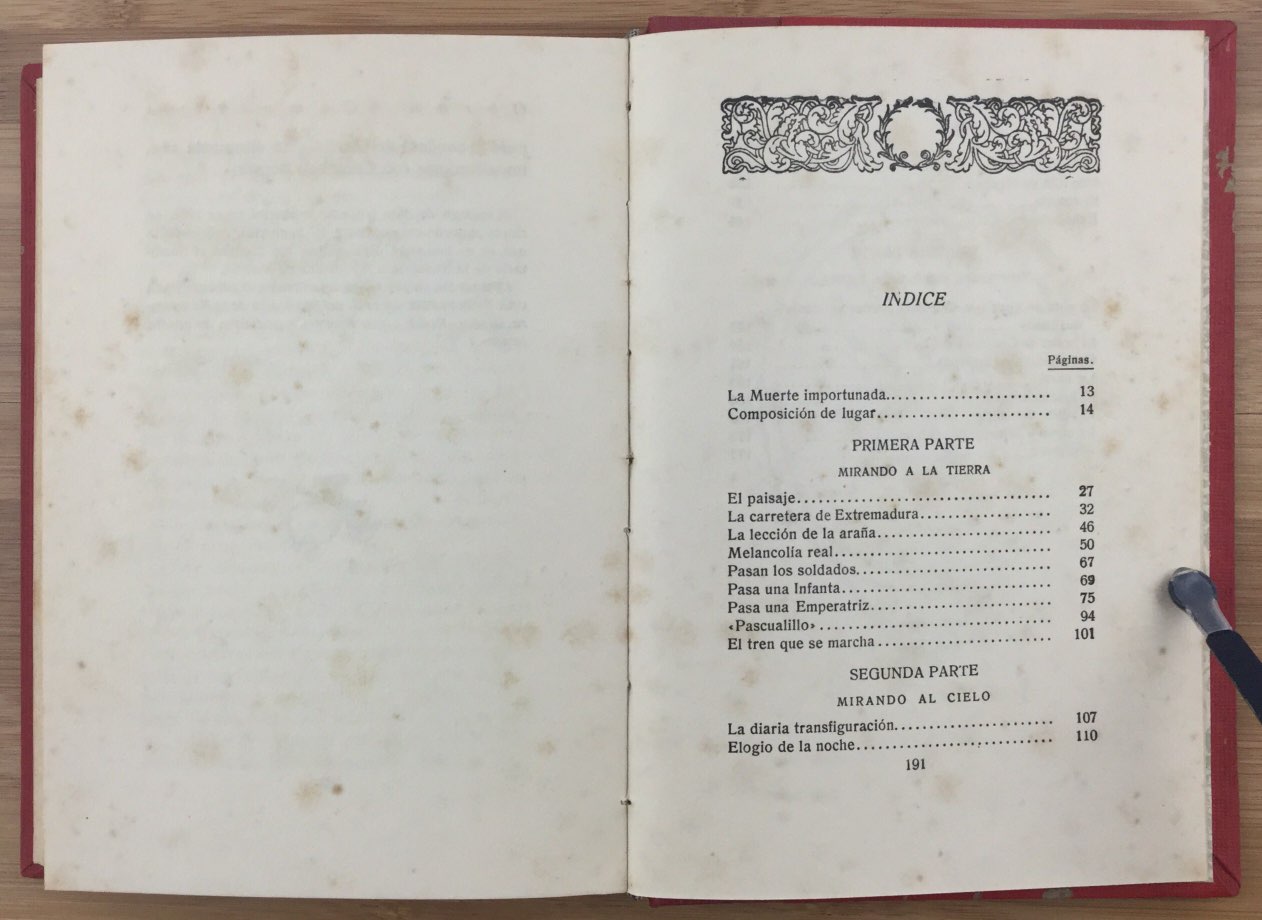 INDICE
Páginas.
La Muerte importunada........................ 13
Composición de lugar......................... 14
PRIMERA PARTE
MIRANDO A LA TIERRA
El paisaje.................................... 27
La carretera de Extremadura................... 32
La lección de la araña......................... 46
Melancolía real................................ 50
Pasan los soldados............................ 67
Pasa una Infanta.............................. 69
Pasa una Emperatriz.......................... 75
«Pascualillo».................................. 94
El tren que se marcha......................... 101
SEGUNDA PARTE
MIRANDO AL CIELO
La diaria transfiguración....................... 107
Elogio de la noche............................ 110
191